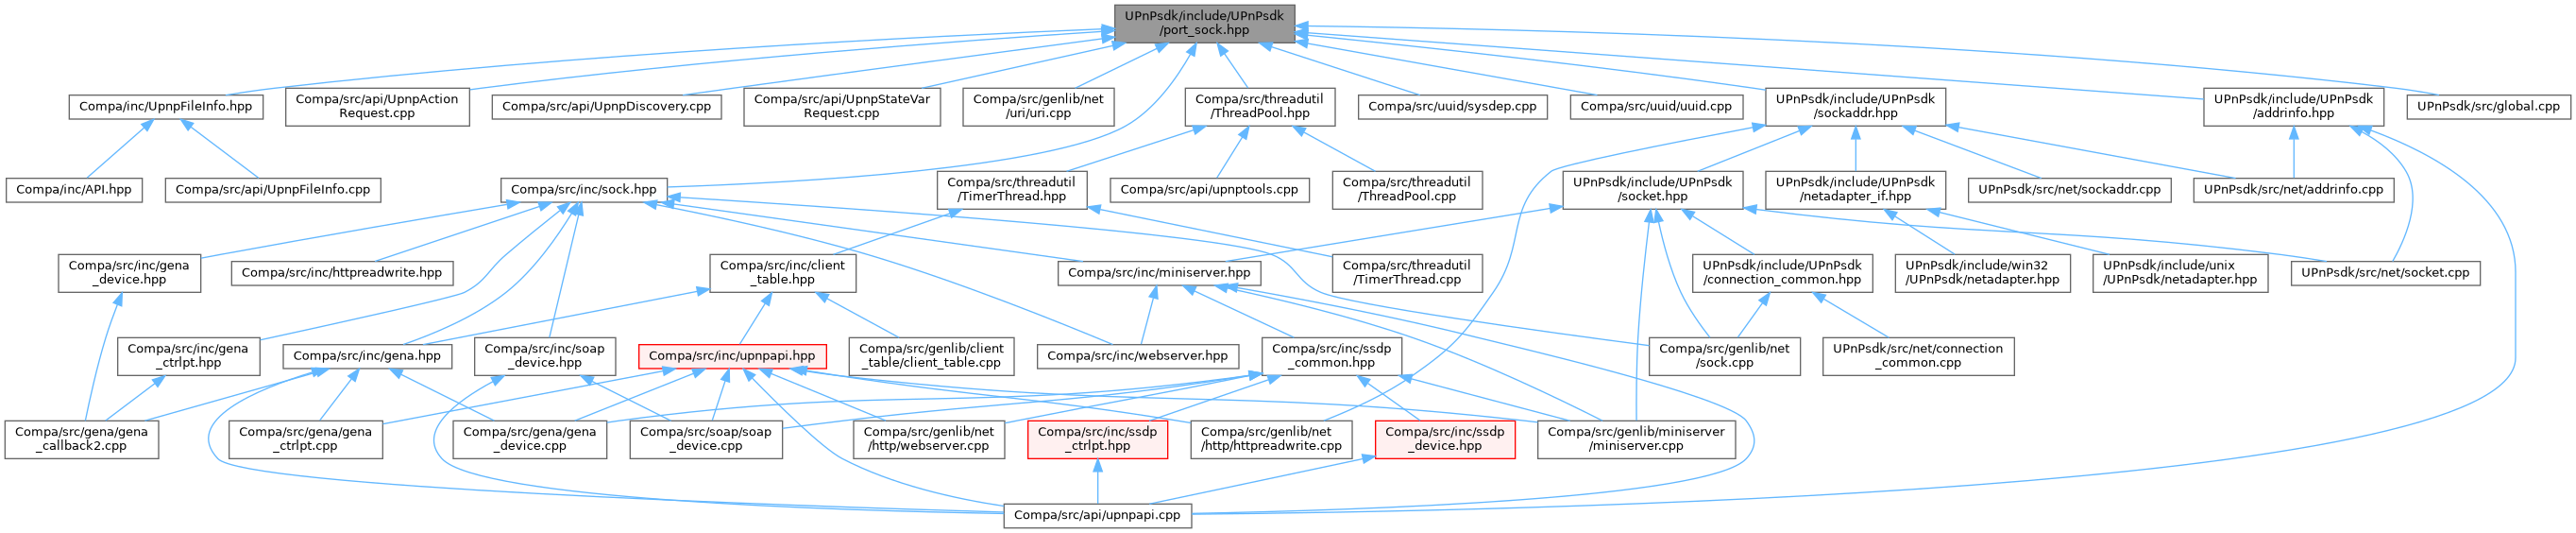 UPnPsdk/include/UPnPsdk
/port_sock.hpp
Compa/inc/UpnpFileInfo.hpp
Compa/src/api/UpnpAction
Request.cpp
Compa/src/api/UpnpDiscovery.cpp
Compa/src/api/UpnpStateVar
Request.cpp
Compa/src/genlib/net
/uri/uri.cpp
Compa/src/threadutil
/ThreadPool.hpp
Compa/src/uuid/sysdep.cpp
Compa/src/uuid/uuid.cpp
UPnPsdk/include/UPnPsdk
/sockaddr.hpp
UPnPsdk/include/UPnPsdk
/addrinfo.hpp
UPnPsdk/src/global.cpp
Compa/inc/API.hpp
Compa/src/api/UpnpFileInfo.cpp
Compa/src/inc/sock.hpp
Compa/src/threadutil
/TimerThread.hpp
Compa/src/api/upnptools.cpp
Compa/src/threadutil
/ThreadPool.cpp
UPnPsdk/include/UPnPsdk
/socket.hpp
UPnPsdk/include/UPnPsdk
/netadapter_if.hpp
UPnPsdk/src/net/sockaddr.cpp
UPnPsdk/src/net/addrinfo.cpp
Compa/src/inc/gena
_device.hpp
Compa/src/inc/httpreadwrite.hpp
Compa/src/inc/client
_table.hpp
Compa/src/inc/miniserver.hpp
Compa/src/threadutil
/TimerThread.cpp
UPnPsdk/include/UPnPsdk
/connection_common.hpp
UPnPsdk/include/win32
/UPnPsdk/netadapter.hpp
UPnPsdk/include/unix
/UPnPsdk/netadapter.hpp
UPnPsdk/src/net/socket.cpp
Compa/src/inc/gena
_ctrlpt.hpp
Compa/src/inc/gena.hpp
Compa/src/inc/soap
_device.hpp
Compa/src/inc/upnpapi.hpp
Compa/src/genlib/client
_table/client_table.cpp
Compa/src/inc/webserver.hpp
Compa/src/inc/ssdp
_common.hpp
Compa/src/genlib/net
/sock.cpp
UPnPsdk/src/net/connection
_common.cpp
Compa/src/gena/gena
_callback2.cpp
Compa/src/gena/gena
_ctrlpt.cpp
Compa/src/gena/gena
_device.cpp
Compa/src/soap/soap
_device.cpp
Compa/src/genlib/net
/http/webserver.cpp
Compa/src/inc/ssdp
_ctrlpt.hpp
Compa/src/genlib/net
/http/httpreadwrite.cpp
Compa/src/inc/ssdp
_device.hpp
Compa/src/genlib/miniserver
/miniserver.cpp
Compa/src/api/upnpapi.cpp